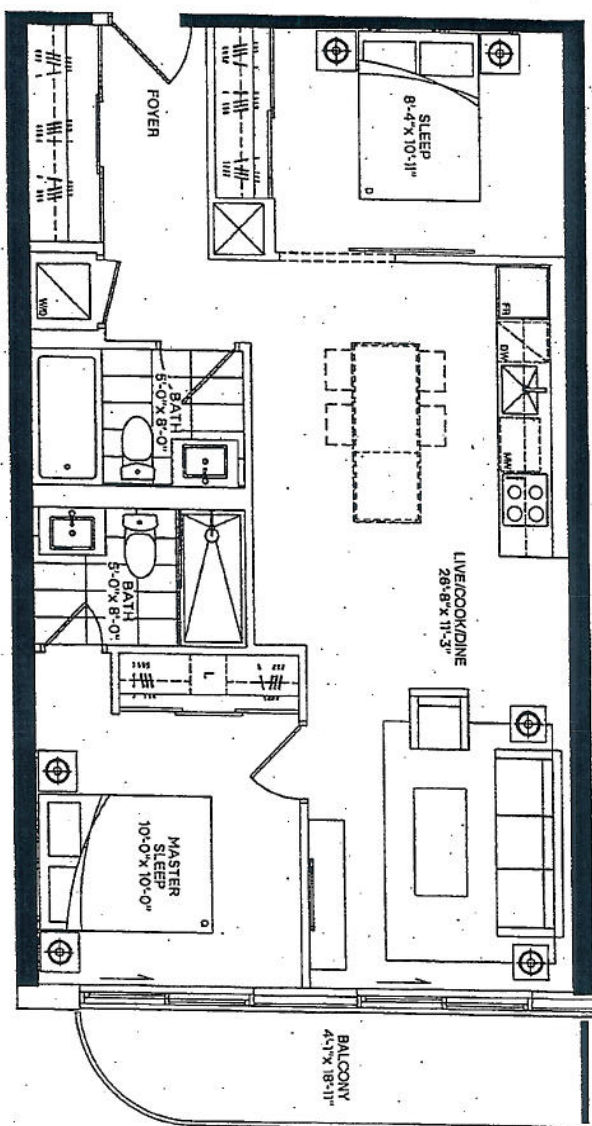 FOYER
SLEEP
8'-4"x 10'-11"
D
FR
DW
MW
W/D
BATH
5'-0"x 8'-0"
BATH
5'-0"x 8'-0"
LIVE/COOK/DINE
26'-8"x 11'-3"
L
MASTER
SLEEP
10'-0"x 10'-0"
Q
BALCONY
4'-1"x 18'-11"